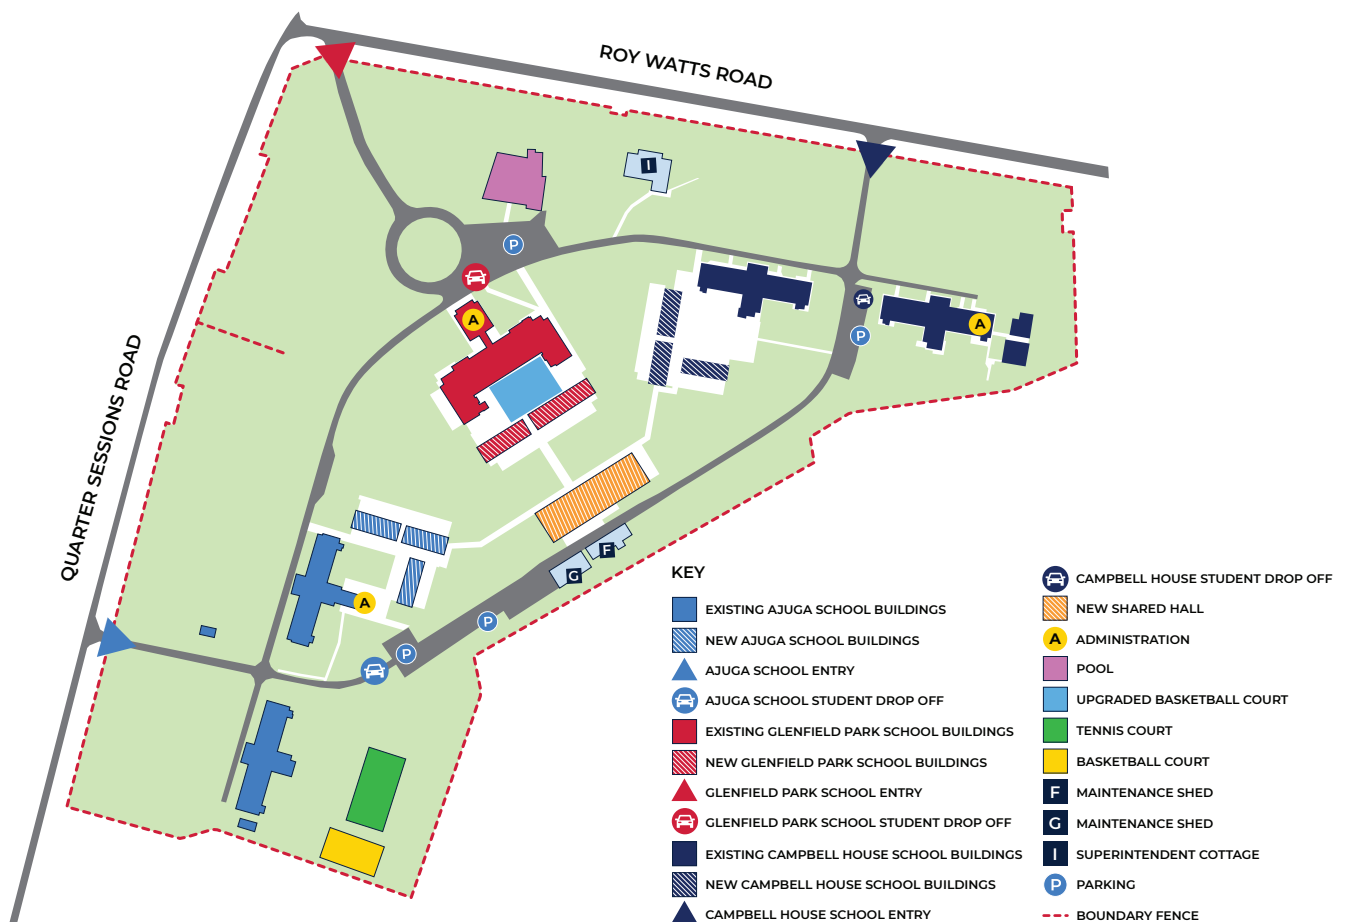 ROY WATTS ROAD
I
P
A
A
P
QUARTER SESSIONS ROAD
F
G
A
P
P
KEY
EXISTING AJUGA SCHOOL BUILDINGS
NEW AJUGA SCHOOL BUILDINGS
AJUGA SCHOOL ENTRY
AJUGA SCHOOL STUDENT DROP OFF
EXISTING GLENFIELD PARK SCHOOL BUILDINGS
NEW GLENFIELD PARK SCHOOL BUILDINGS
GLENFIELD PARK SCHOOL ENTRY
GLENFIELD PARK SCHOOL STUDENT DROP OFF
EXISTING CAMPBELL HOUSE SCHOOL BUILDINGS
NEW CAMPBELL HOUSE SCHOOL BUILDINGS
CAMPBELL HOUSE SCHOOL ENTRY
CAMPBELL HOUSE STUDENT DROP OFF
NEW SHARED HALL
A ADMINISTRATION
POOL
UPGRADED BASKETBALL COURT
TENNIS COURT
BASKETBALL COURT
F MAINTENANCE SHED
G MAINTENANCE SHED
I SUPERINTENDENT COTTAGE
P PARKING
BOUNDARY FENCE